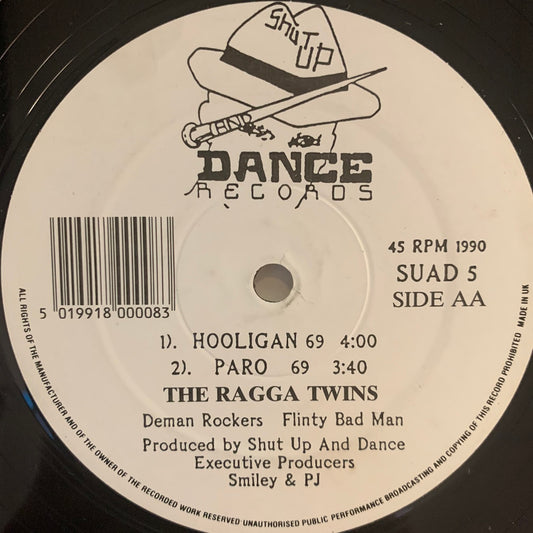 Shut
UP
AND
DANCE
RECORDS
45 RPM 1990
SUAD 5
SIDE AA
5 019918 000083
1). HOOLIGAN 69 4:00
2). PARO 69 3:40
THE RAGGA TWINS
Deman Rockers Flinty Bad Man
Produced by Shut Up And Dance
Executive Producers
Smiley & PJ
ALL RIGHTS OF THE MANUFACTURER AND OF THE OWNER OF THE RECORDED WORK RESERVED UNAUTHORISED PUBLIC PERFORMANCE BROADCASTING AND COPYING OF THIS RECORD PROHIBITED MADE IN UK